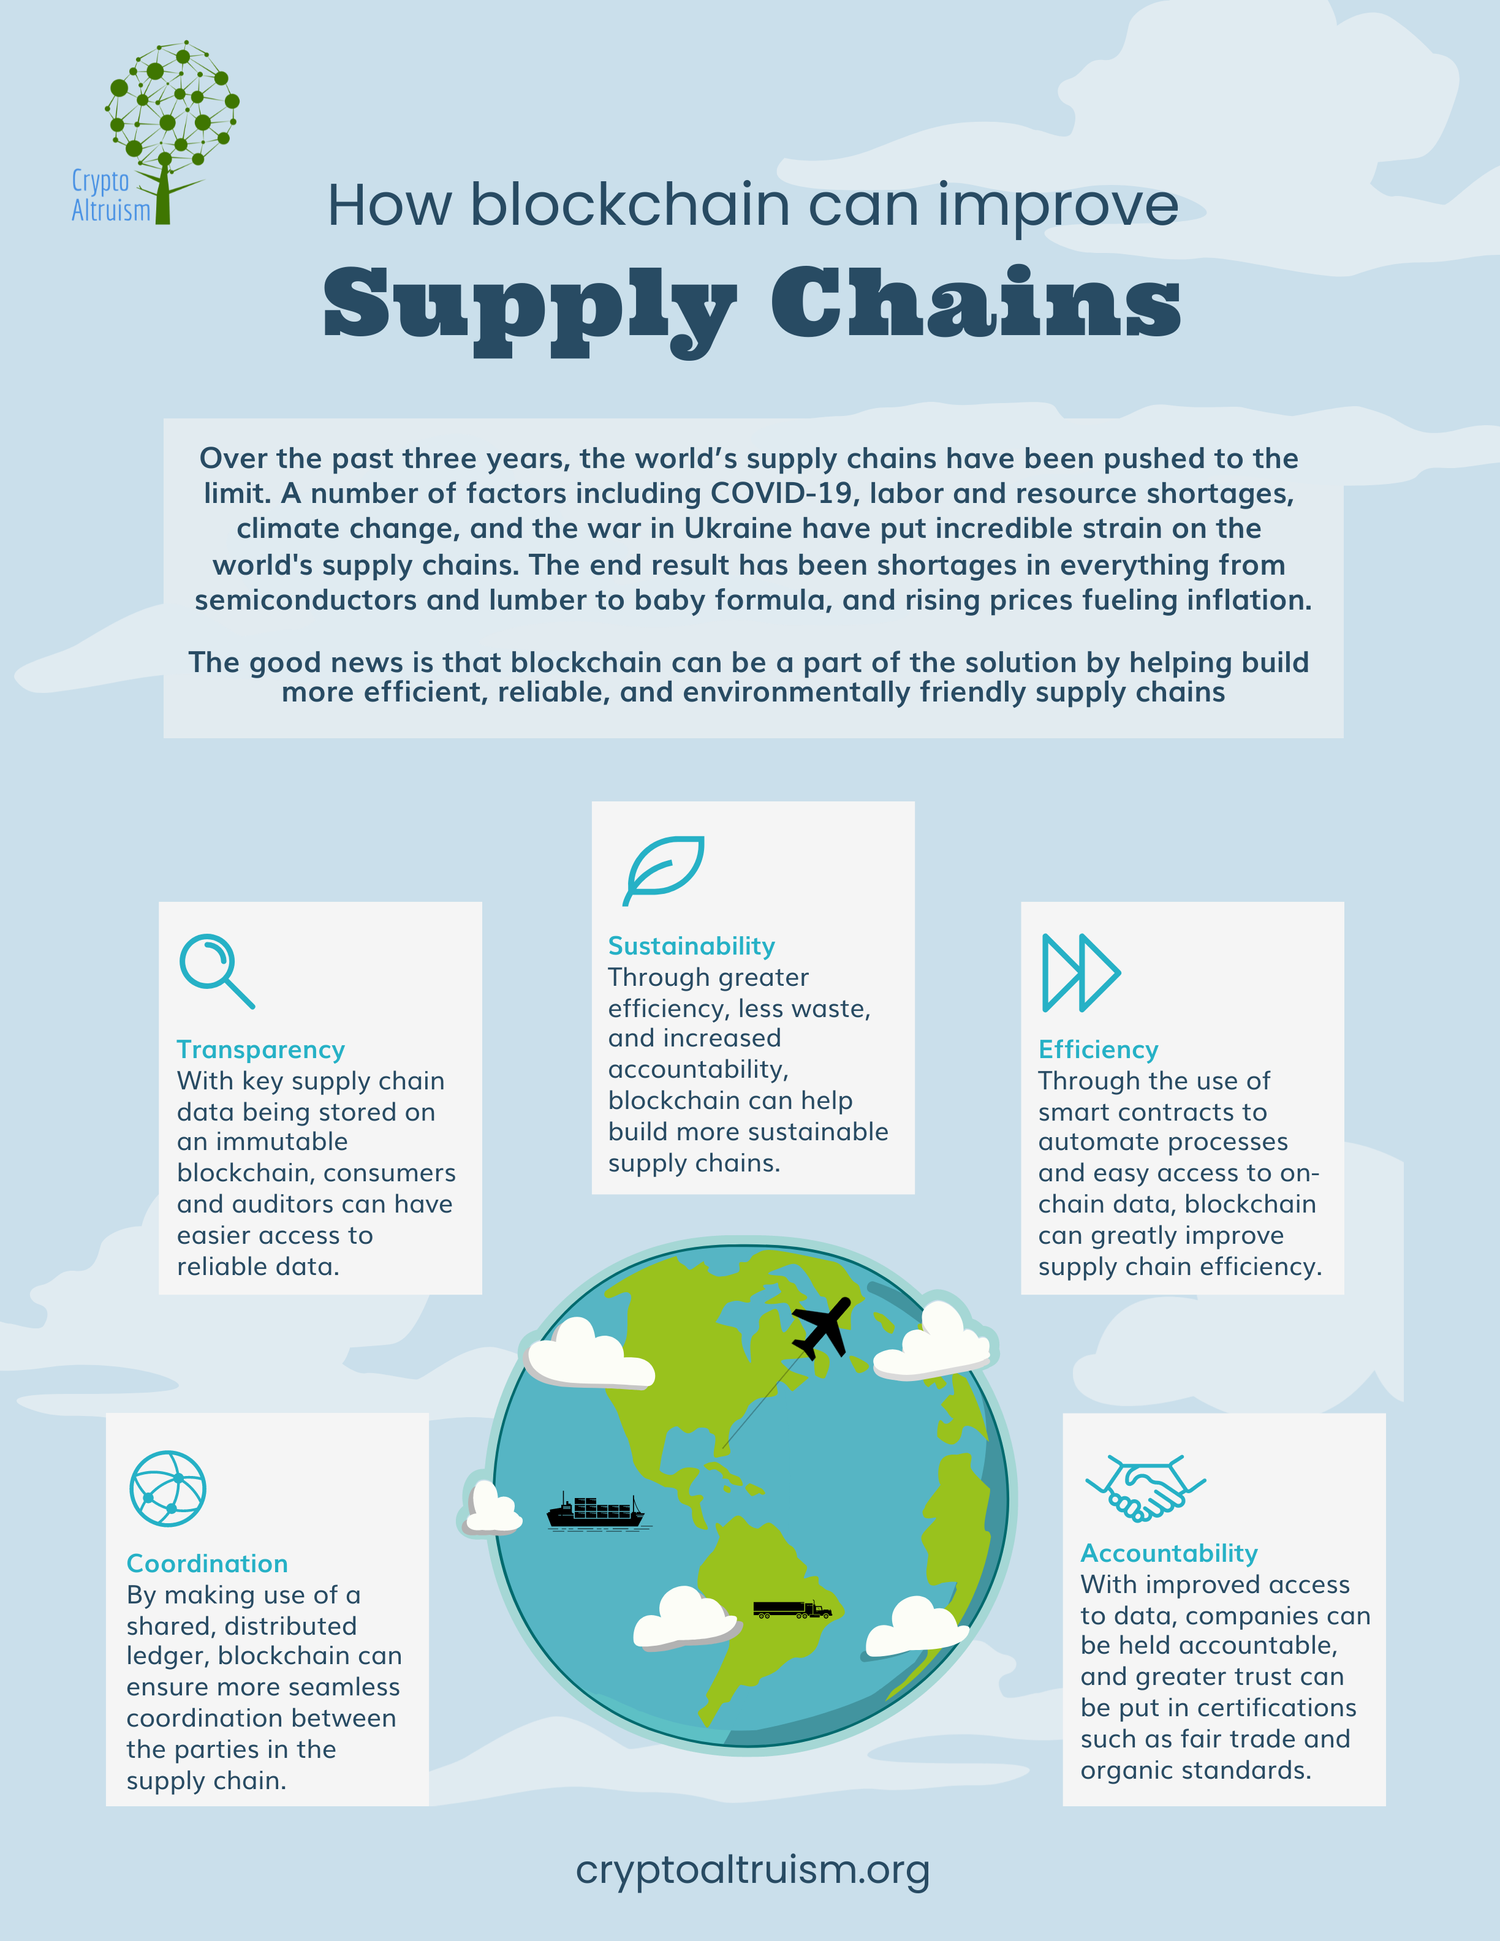 Crypto
Altruism
How blockchain can improve
Supply Chains
Over the past three years, the world’s supply chains have been pushed to the
limit. A number of factors including COVID-19, labor and resource shortages,
climate change, and the war in Ukraine have put incredible strain on the
world's supply chains. The end result has been shortages in everything from
semiconductors and lumber to baby formula, and rising prices fueling inflation.
The good news is that blockchain can be a part of the solution by helping build
more efficient, reliable, and environmentally friendly supply chains
Sustainability
Through greater
efficiency, less waste,
and increased
accountability,
blockchain can help
build more sustainable
supply chains.
Transparency
With key supply chain
data being stored on
an immutable
blockchain, consumers
and auditors can have
easier access to
reliable data.
Efficiency
Through the use of
smart contracts to
automate processes
and easy access to on-
chain data, blockchain
can greatly improve
supply chain efficiency.
Coordination
By making use of a
shared, distributed
ledger, blockchain can
ensure more seamless
coordination between
the parties in the
supply chain.
Accountability
With improved access
to data, companies can
be held accountable,
and greater trust can
be put in certifications
such as fair trade and
organic standards.
cryptoaltruism.org